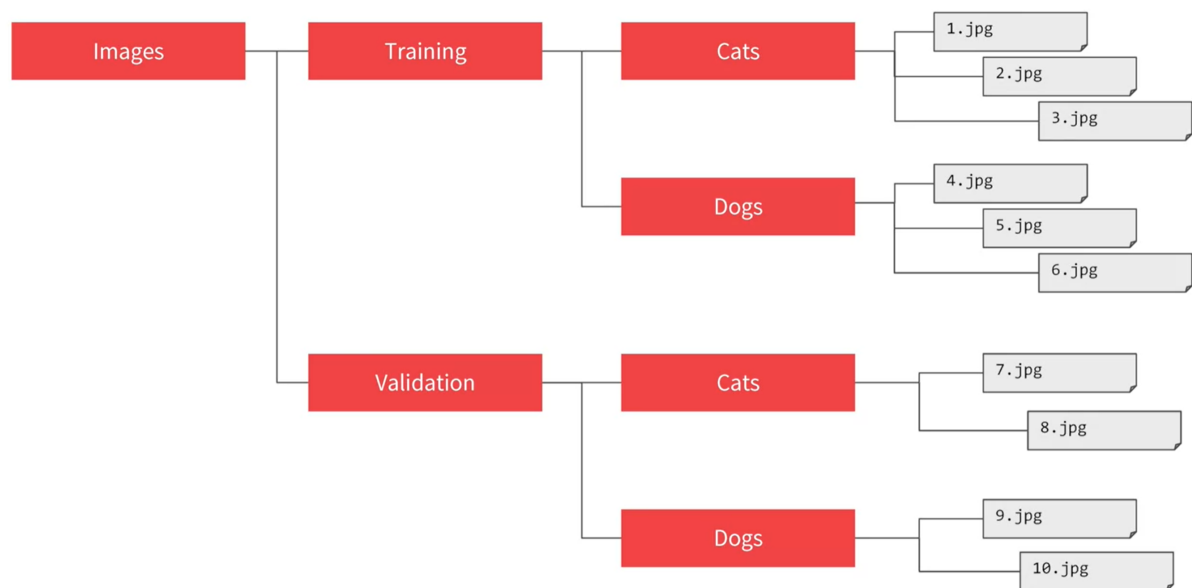 Images
Training
Cats
1.jpg
2.jpg
3.jpg
Dogs
4.jpg
5.jpg
6.jpg
Validation
Cats
7.jpg
8.jpg
Dogs
9.jpg
10.jpg